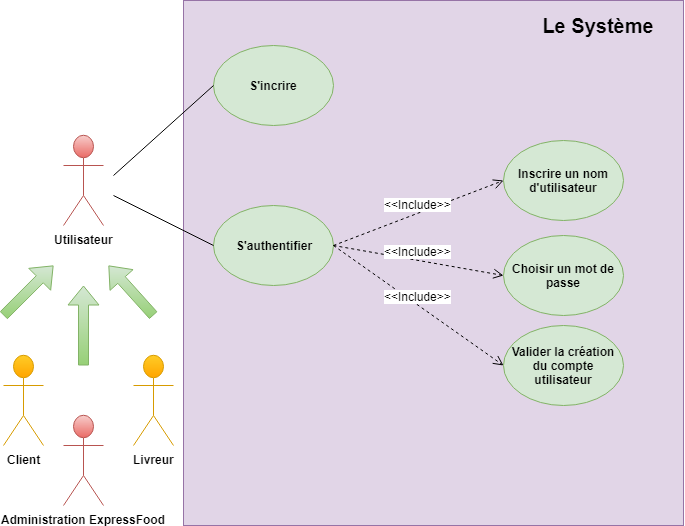 Le Système
S'incrire
Utilisateur
Inscrire un nom
d'utilisateur
<<Include>>
S'authentifier
<<Include>>
Choisir un mot de
passe
<<Include>>
Valider la création
du compte
utilisateur
Client
Livreur
Administration ExpressFood